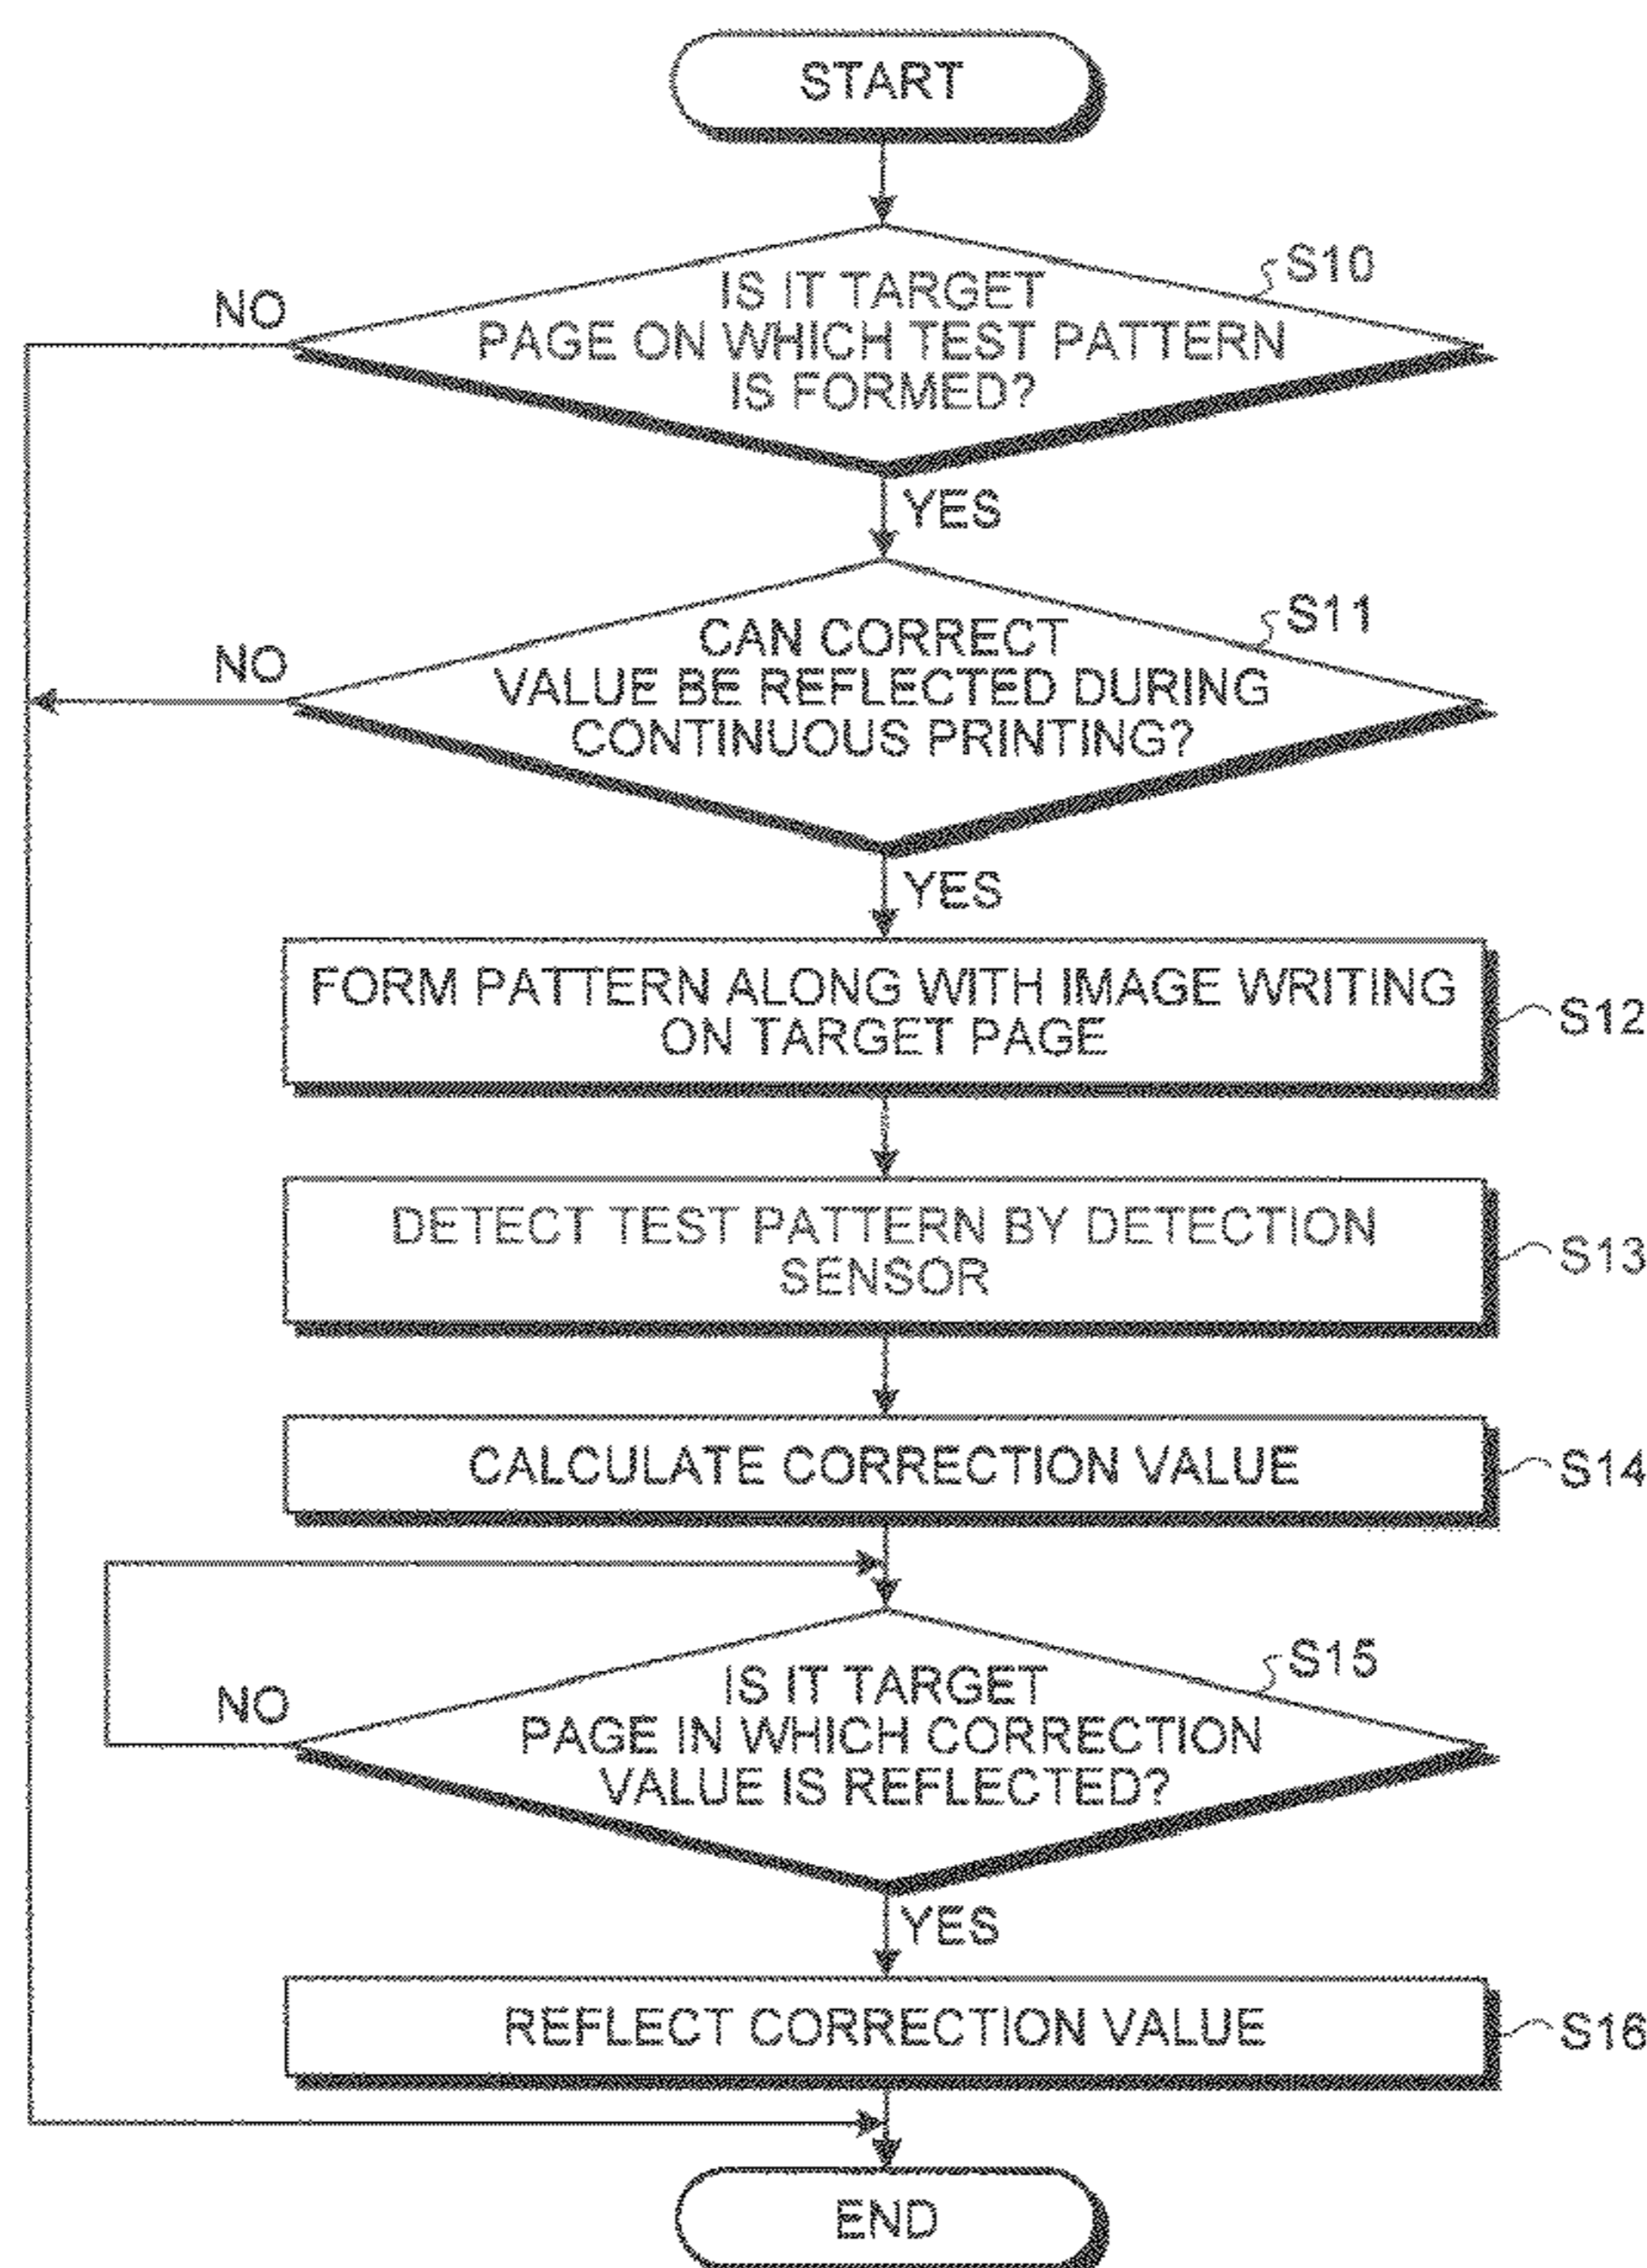 START
S10
IS IT TARGET
PAGE ON WHICH TEST PATTERN
IS FORMED?
NO
YES
S11
CAN CORRECT
VALUE BE REFLECTED DURING
CONTINUOUS PRINTING?
NO
YES
FORM PATTERN ALONG WITH IMAGE WRITING
ON TARGET PAGE
S12
DETECT TEST PATTERN BY DETECTION
SENSOR
S13
CALCULATE CORRECTION VALUE
S14
S15
IS IT TARGET
PAGE IN WHICH CORRECTION
VALUE IS REFLECTED?
NO
YES
REFLECT CORRECTION VALUE
S16
END